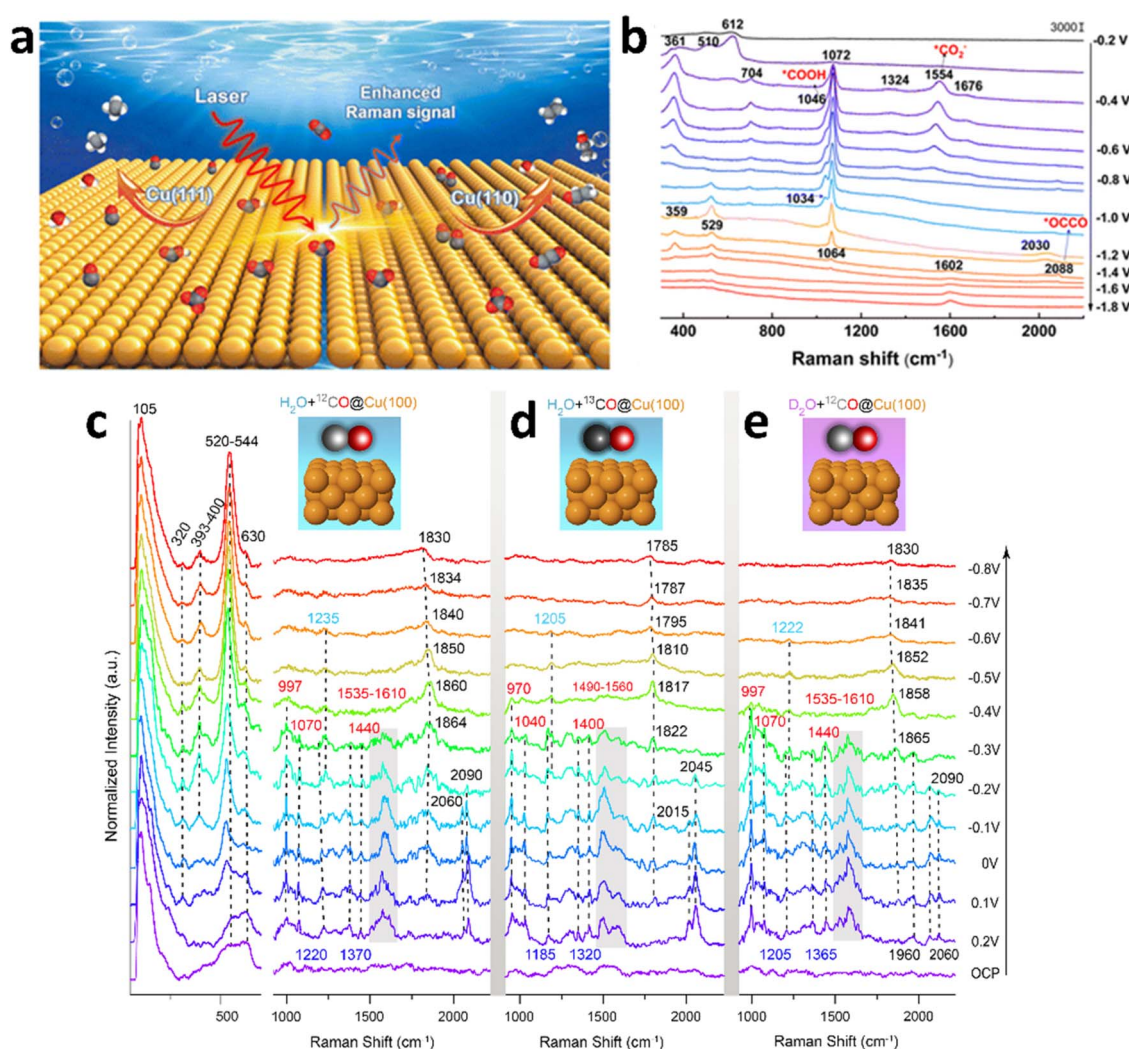 a
Laser
Enhanced
Raman signal
Cu(111)
Cu(110)
b
3000 I
612
361
510
1072
*CO₂⁻
-0.2 V
704
*COOH
1046
1324
1554
1676
-0.4 V
-0.6 V
-0.8 V
1034
*OCCO
-1.0 V
359
529
1064
1602
2030
2088
-1.2 V
-1.4 V
-1.6 V
-1.8 V
300
800
1200
1600
2000
Raman shift (cm⁻¹)
c
H₂O+¹²CO@Cu(100)
105
520-544
320
393-400
630
1830
1834
1235
1840
1850
997
1535-1610
1860
1070
1440
1864
2090
2060
1220
1370
500
1000
1500
2000
Raman Shift (cm⁻¹)
Raman Shift (cm⁻¹)
Normalized Intensity (a.u.)
d
H₂O+¹³CO@Cu(100)
1785
1787
1205
1795
1810
970
1490-1560
1817
1040
1400
1822
2045
2015
1185
1320
1000
1500
2000
Raman Shift (cm⁻¹)
e
D₂O+¹²CO@Cu(100)
1830
1835
1222
1841
1852
997
1535-1610
1858
1070
1440
1865
2090
1205
1365
1960
2060
-0.8V
-0.7V
-0.6V
-0.5V
-0.4V
-0.3V
-0.2V
-0.1V
0V
0.1V
0.2V
OCP
1000
1500
2000
Raman Shift (cm⁻¹)